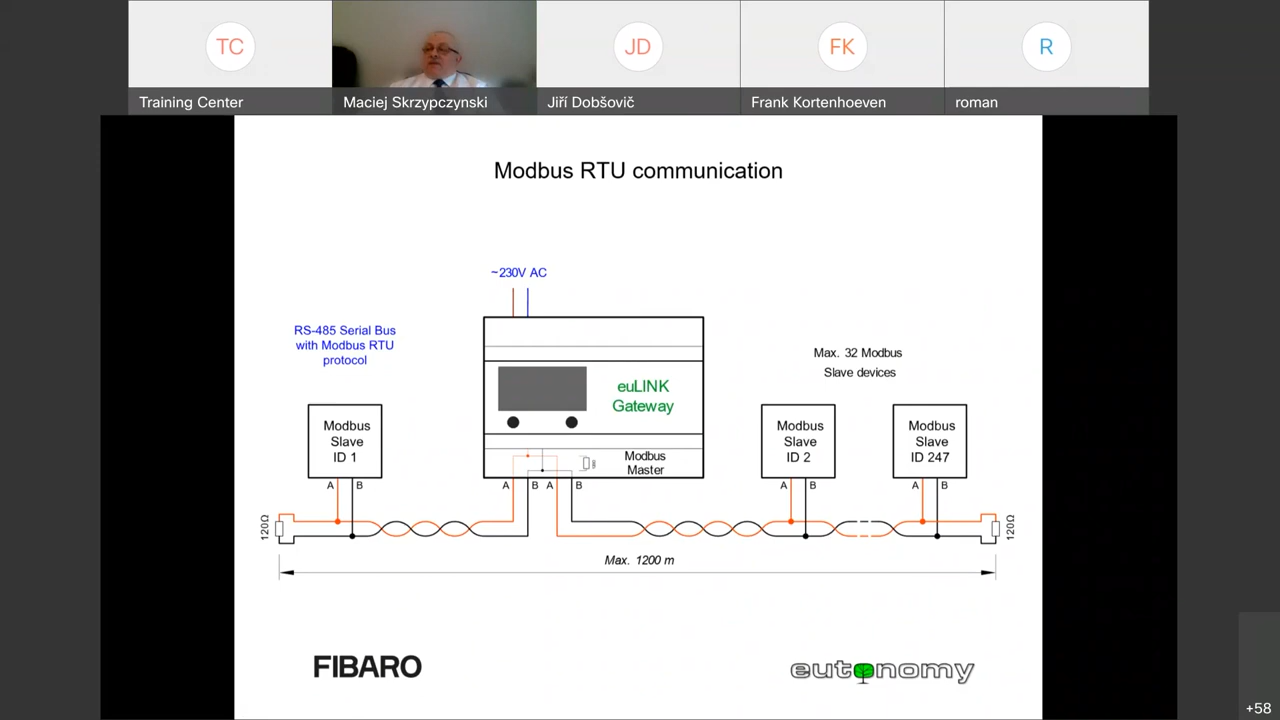 TC
JD
FK
R
Training Center
Maciej Skrzypczynski
Jiří Dobšovič
Frank Kortenhoeven
roman
Modbus RTU communication
~230V AC
RS-485 Serial Bus
with Modbus RTU
protocol
Max. 32 Modbus
Slave devices
euLINK
Gateway
Modbus
Slave
ID 1
Modbus
Slave
ID 2
Modbus
Slave
ID 247
Modbus
Master
A B
A B A B
A B
A B
120Ω
120Ω
Max. 1200 m
FIBARO
eutonomy
+58